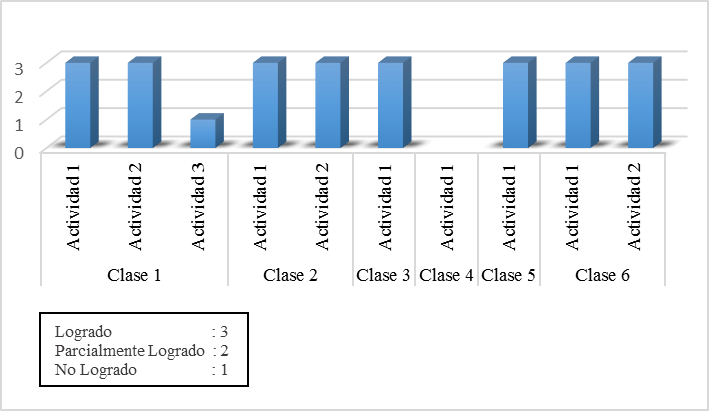 3
2
1
0
Actividad 1
Actividad 2
Actividad 3
Actividad 1
Actividad 2
Actividad 1
Actividad 1
Actividad 1
Actividad 1
Actividad 2
Clase 1
Clase 2
Clase 3
Clase 4
Clase 5
Clase 6
Logrado : 3
Parcialmente Logrado : 2
No Logrado : 1